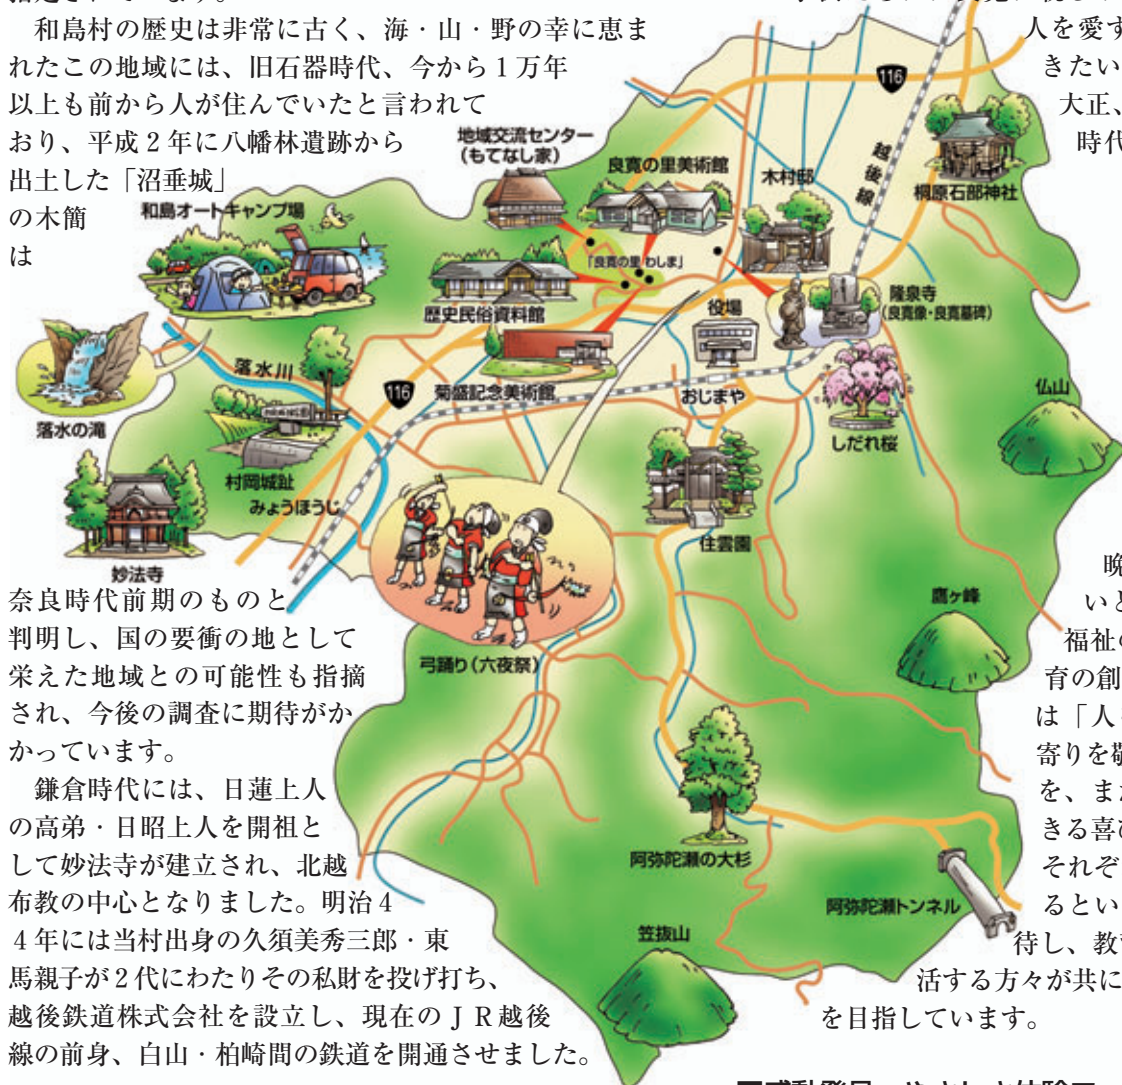 和島村の歴史は非常に古く、海・山・野の幸に恵ま
れたこの地域には、旧石器時代、今から1万年
以上も前から人が住んでいたと言われて
おり、平成2年に八幡林遺跡から
出土した「沼垂城」
の木簡
は
奈良時代前期のものと
判明し、国の要衝の地として
栄えた地域との可能性も指摘
され、今後の調査に期待がか
かっています。
鎌倉時代には、日蓮上人
の高弟・日昭上人を開祖と
して妙法寺が建立され、北越
布教の中心となりました。明治4
4年には当村出身の久須美秀三郎・東
馬親子が2代にわたりその私財を投げ打ち、
越後鉄道株式会社を設立し、現在のJR越後
線の前身、白山・柏崎間の鉄道を開通させました。
地域交流センター
(もてなし家)
良寛の里美術館
木村邸
116
越後線
桐原石部神社
和島オートキャンプ場
「良寛の里わしま」
歴史民俗資料館
役場
隆泉寺
(良寛像・良寛墓碑)
落水川
116
菊盛記念美術館
おじまや
しだれ桜
仏山
落水の滝
村岡城趾
みょうほうじ
妙法寺
住雲園
鷹ヶ峰
弓踊り(六夜祭)
阿弥陀瀬の大杉
阿弥陀瀬トンネル
笠抜山
人を愛す
きたい
大正、
時代
晩
いと
福祉の
育の創
は「人
寄りを敬
を、また
きる喜び
それぞ
るとい
待し、教
活する方々が共に
を目指しています。